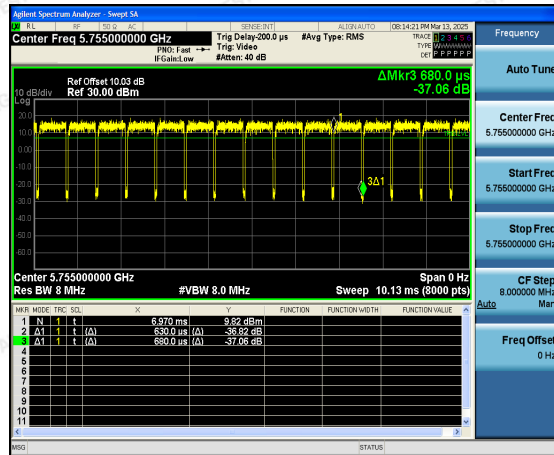 Agilent Spectrum Analyzer - Swept SA
RL RF 50 Ω AC SENSE:INT ALIGN AUTO 08:14:21 PM Mar 13, 2025
Center Freq 5.755000000 GHz
PNO: Fast
IFGain:Low
Trig Delay-200.0 µs
Trig: Video
#Atten: 40 dB
#Avg Type: RMS
TRACE 1 2 3 4 5 6
TYPE
DET P P P P P P
Frequency
Auto Tune
Center Freq
5.755000000 GHz
Start Freq
5.755000000 GHz
Stop Freq
5.755000000 GHz
CF Step
8.000000 MHz
Auto Man
Freq Offset
0 Hz
Ref Offset 10.03 dB
Ref 30.00 dBm
10 dB/div
Log
ΔMkr3 680.0 µs
-37.06 dB
20.0
10.0
0.00
-10.0
-20.0
-30.0
-40.0
-50.0
-60.0
1
3Δ1
Center 5.755000000 GHz
Span 0 Hz
Res BW 8 MHz
#VBW 8.0 MHz
Sweep 10.13 ms (8000 pts)
MKR MODE TRC SCL X Y FUNCTION FUNCTION WIDTH FUNCTION VALUE
1 N 1 t 6.970 ms 9.82 dBm
2 Δ1 1 t (Δ) 630.0 µs (Δ) -36.82 dB
3 Δ1 1 t (Δ) 680.0 µs (Δ) -37.06 dB
4
5
6
7
8
9
10
11
MSG
STATUS